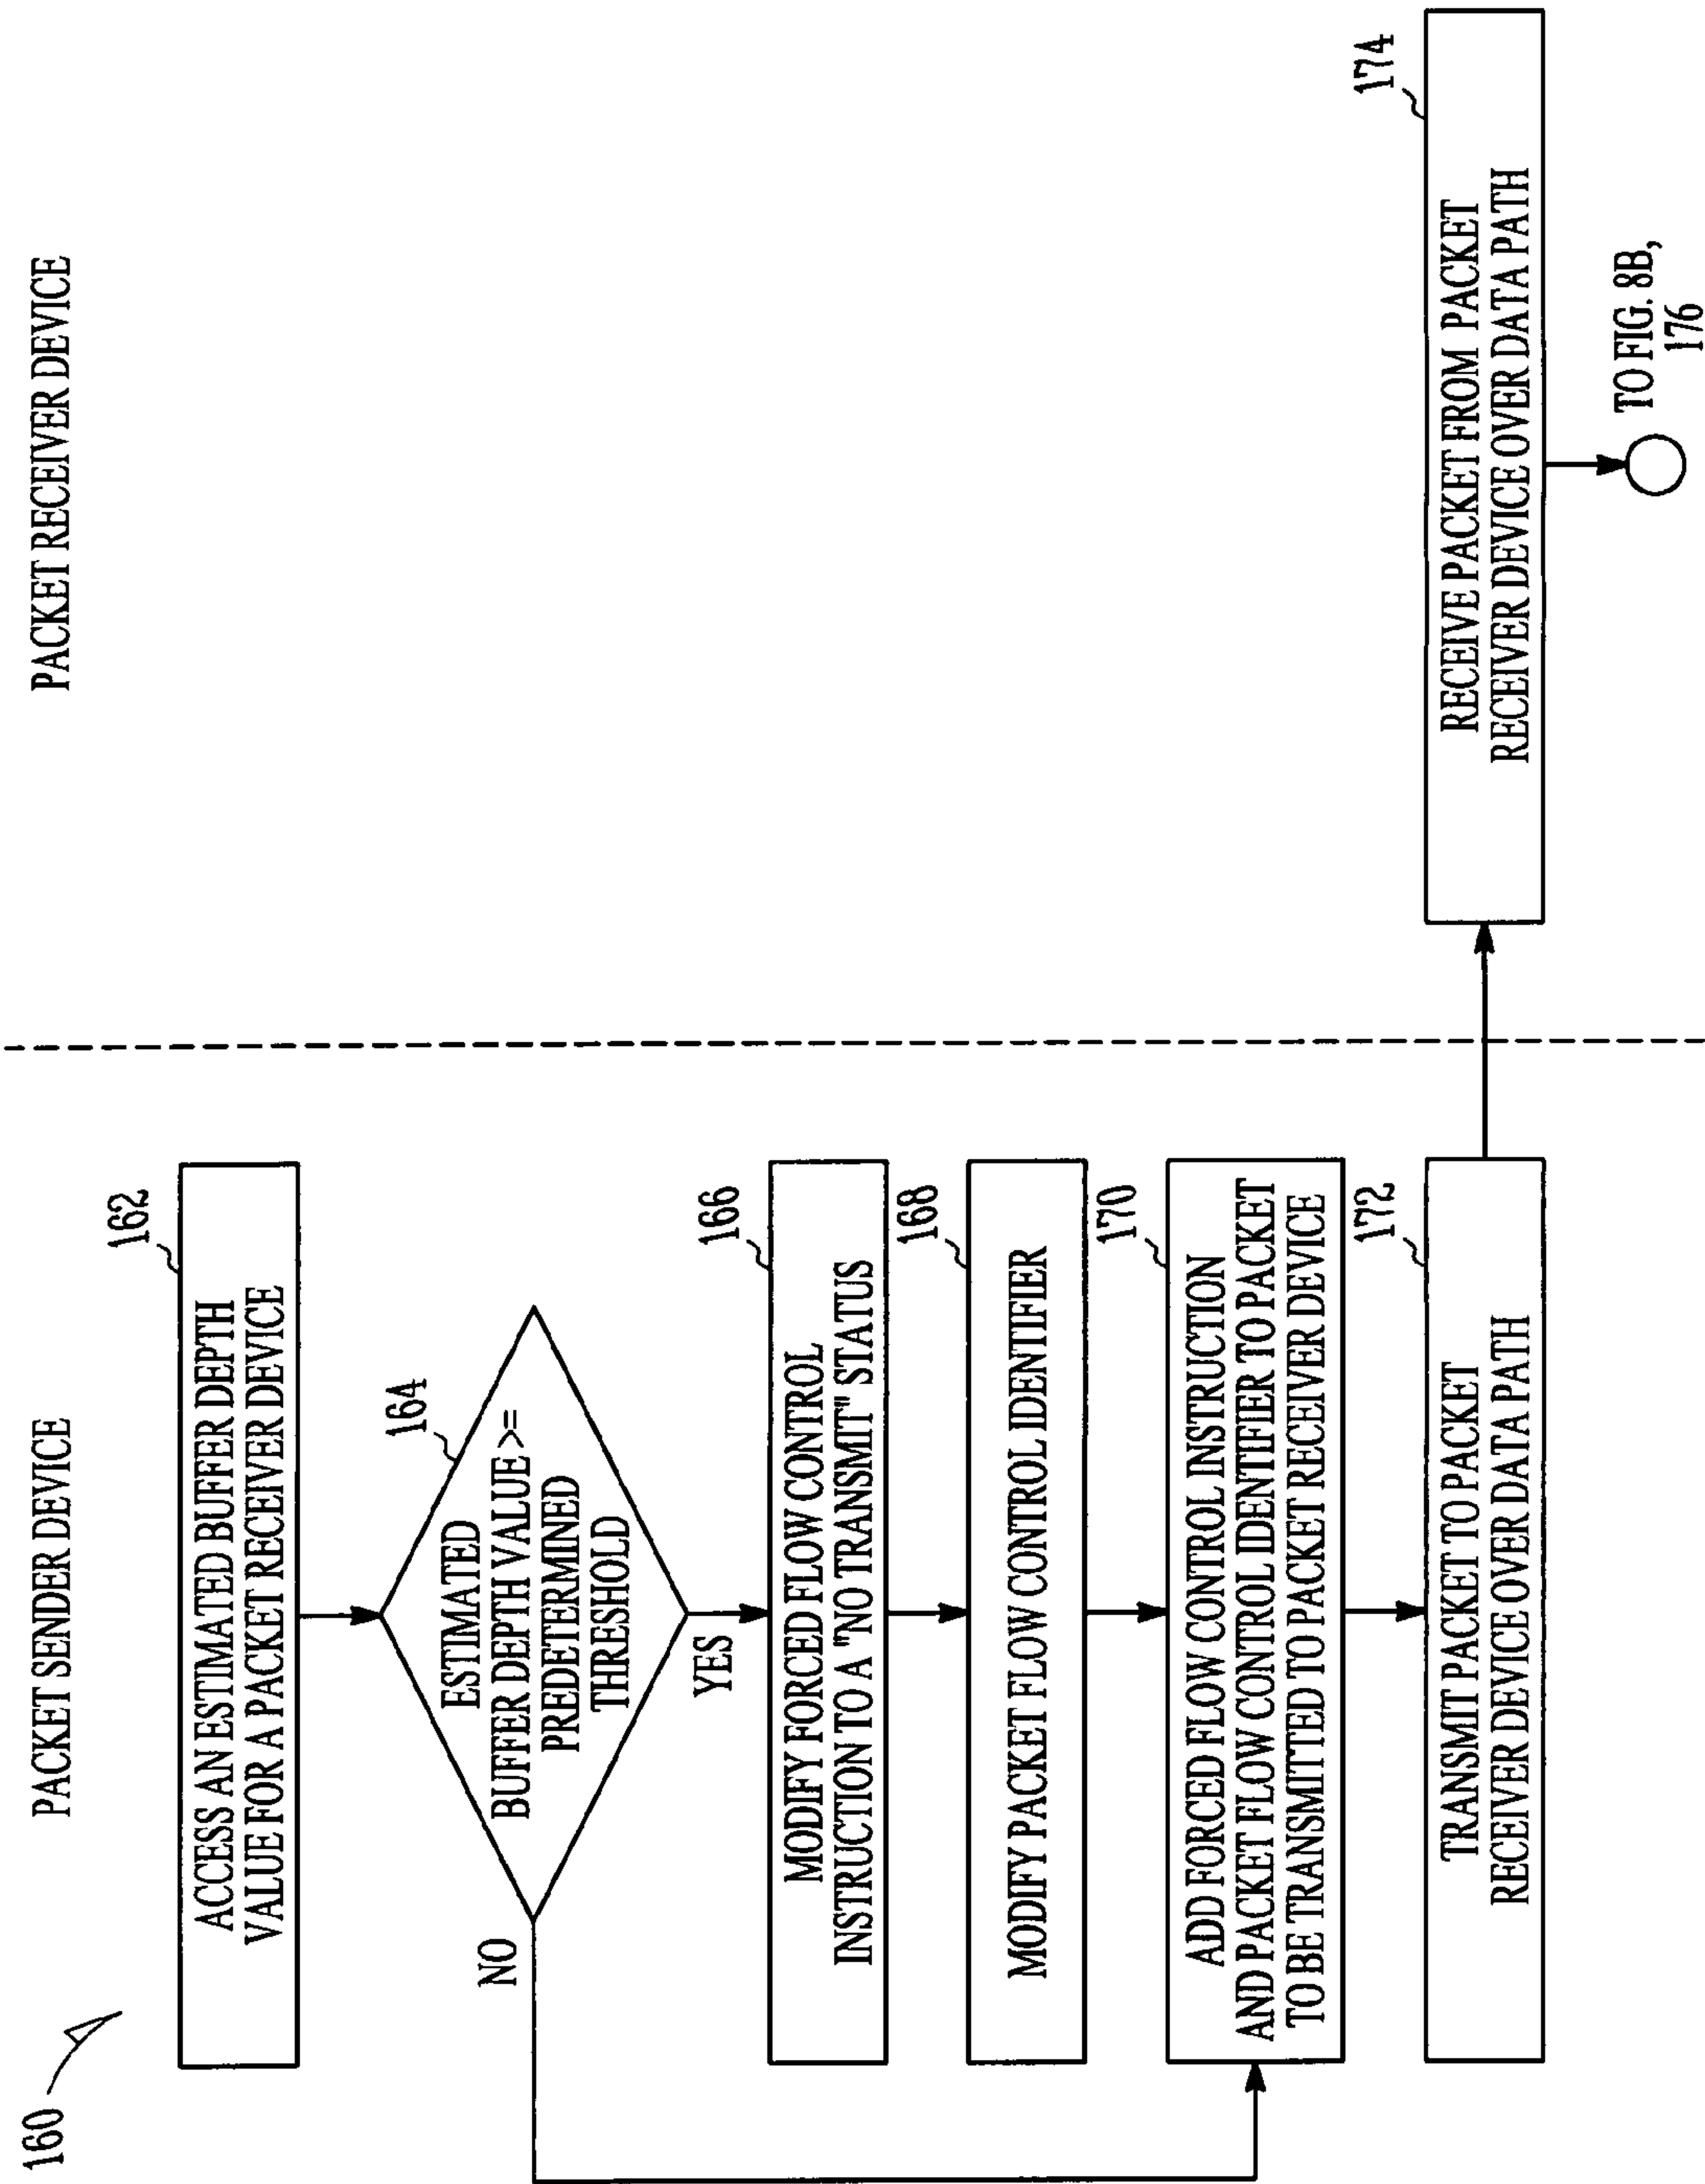 160
PACKET SENDER DEVICE
PACKET RECEIVER DEVICE
162
ACCESS AN ESTIMATED BUFFER DEPTH
VALUE FOR A PACKET RECEIVER DEVICE
164
ESTIMATED
BUFFER DEPTH VALUE >=
PREDETERMINED
THRESHOLD
NO
YES
166
MODIFY FORCED FLOW CONTROL
INSTRUCTION TO A "NO TRANSMIT" STATUS
168
MODIFY PACKET FLOW CONTROL IDENTIFIER
170
ADD FORCED FLOW CONTROL INSTRUCTION
AND PACKET FLOW CONTROL IDENTIFIER TO PACKET
TO BE TRANSMITTED TO PACKET RECEIVER DEVICE
172
TRANSMIT PACKET TO PACKET
RECEIVER DEVICE OVER DATA PATH
174
RECEIVE PACKET FROM PACKET
RECEIVER DEVICE OVER DATA PATH
TO FIG. 8B,
176